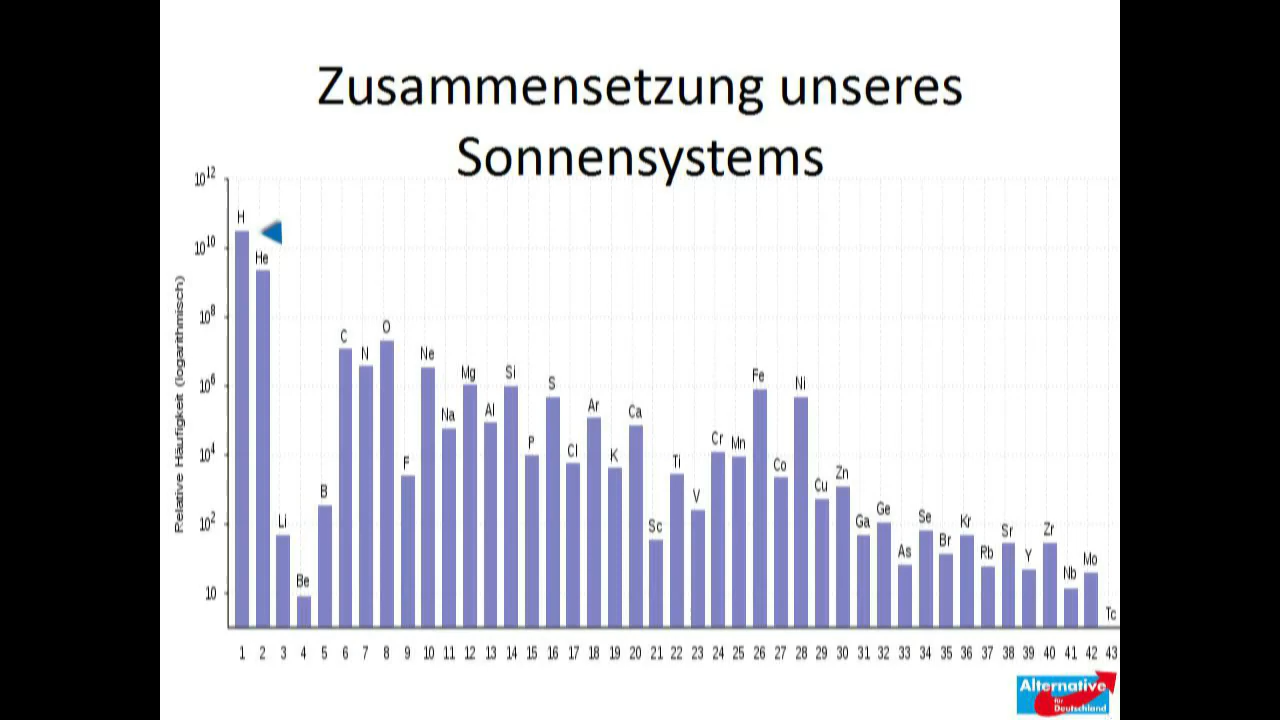 Zusammensetzung unseres
Sonnensystems
Relative Häufigkeit (logarithmisch)
10¹²
10¹⁰
10⁸
10⁶
10⁴
10²
10
H
He
Li
Be
B
C
N
O
F
Ne
Na
Mg
Al
Si
P
S
Cl
Ar
K
Ca
Sc
Ti
V
Cr
Mn
Fe
Co
Ni
Cu
Zn
Ga
Ge
As
Se
Br
Kr
Rb
Sr
Y
Zr
Nb
Mo
Tc
1 2 3 4 5 6 7 8 9 10 11 12 13 14 15 16 17 18 19 20 21 22 23 24 25 26 27 28 29 30 31 32 33 34 35 36 37 38 39 40 41 42 43
Alternative
für
Deutschland